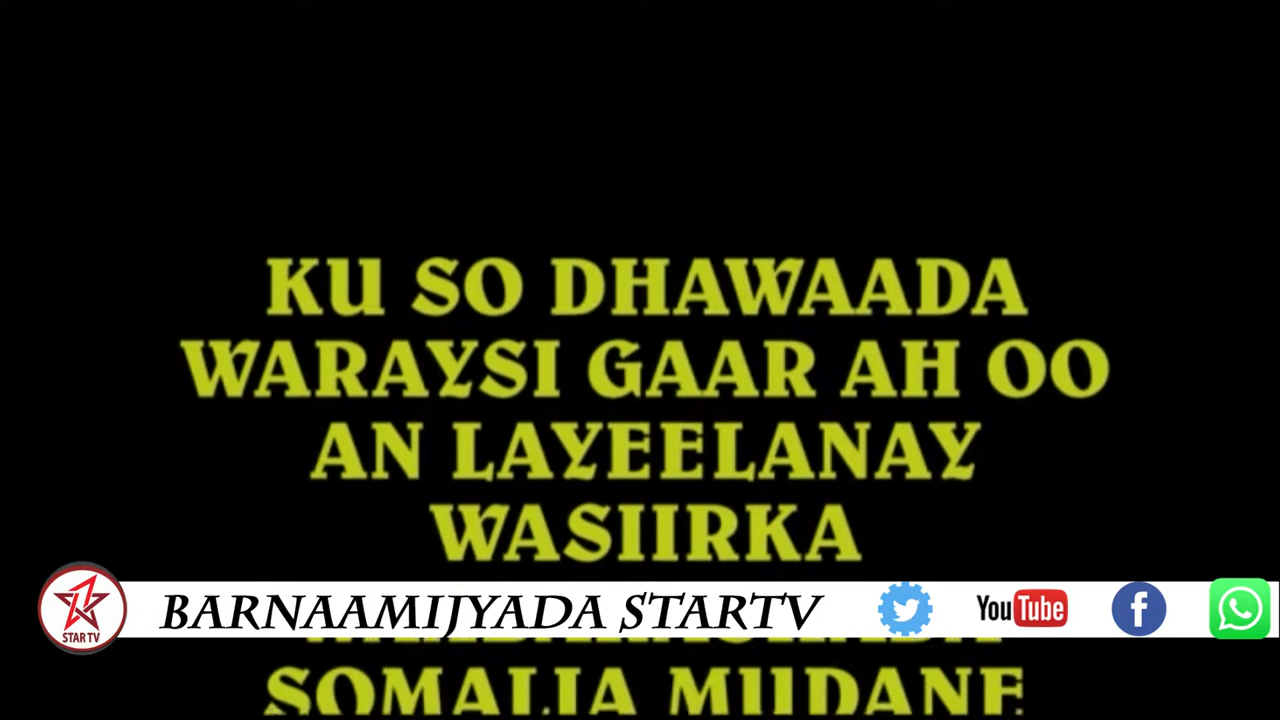 KU SO DHAWAADA
WARAYSI GAAR AH OO
AN LAYEELANAY
WASIIRKA
STAR TV
BARNAAMIJYADA STARTV
YouTube
SOMALIA MUDANE